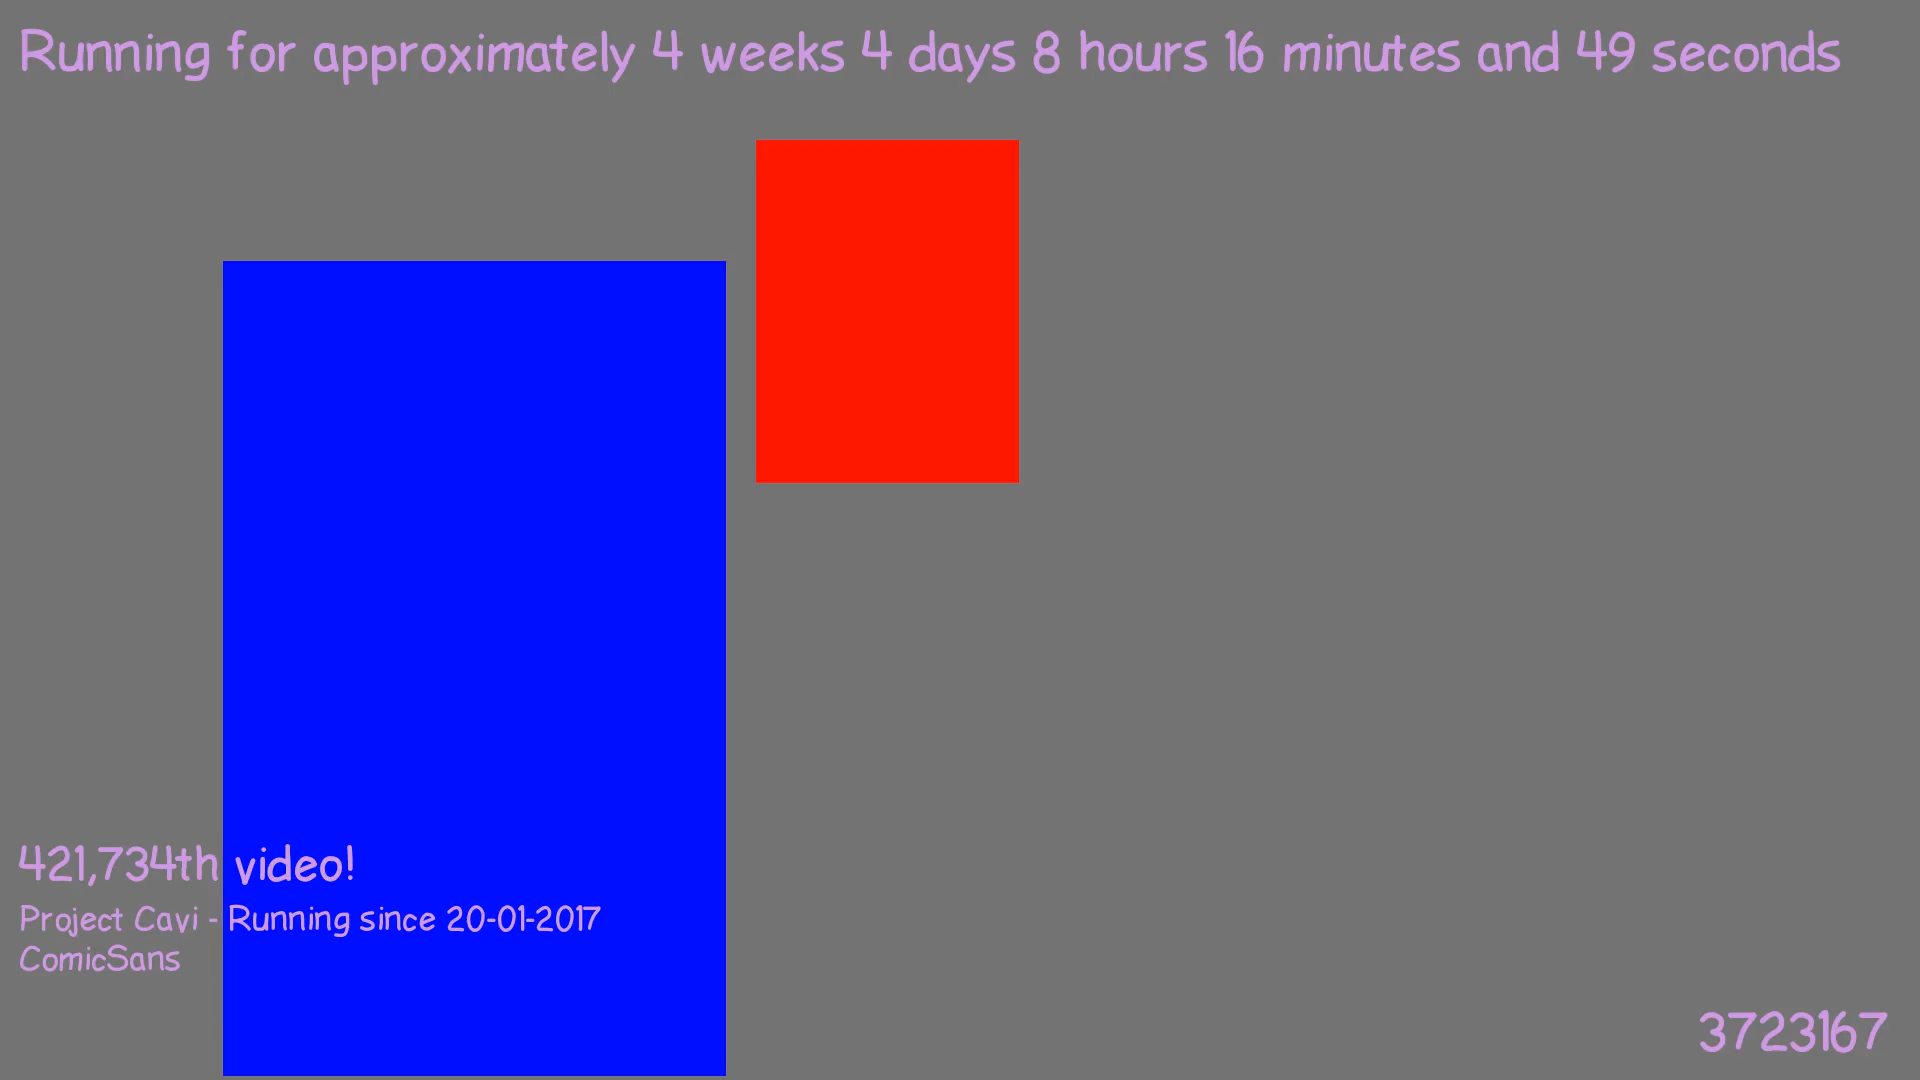 Running for approximately 4 weeks 4 days 8 hours 16 minutes and 49 seconds
421,734th video!
Project Cavi - Running since 20-01-2017
ComicSans
3723167